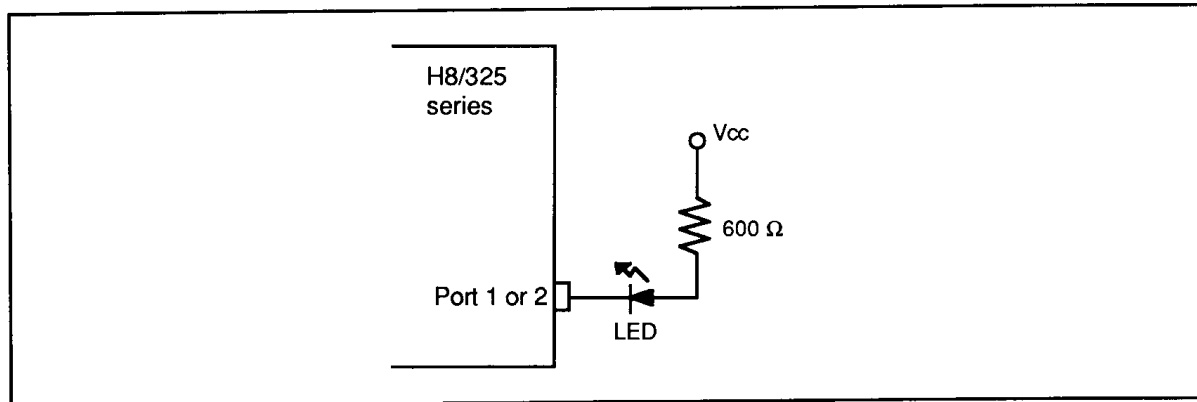 H8/325
series
Vcc
600 Ω
Port 1 or 2
LED